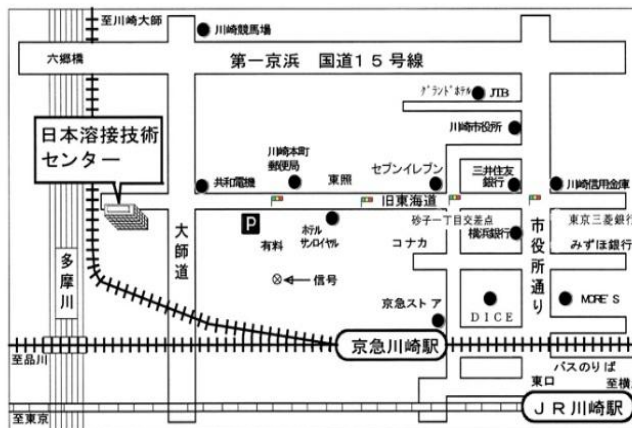 至川崎大師
川崎競馬場
六郷橋
第一京浜 国道15号線
グランドホテル
JTB
川崎市役所
日本溶接技術
センター
川崎本町
郵便局
東照
セブンイレブン
三井住友
銀行
川崎信用金庫
共和電機
旧東海道
砂子一丁目交差点
横浜銀行
東京三菱銀行
みずほ銀行
P
有料
ホテル
サンロイヤル
コナカ
大師道
市役所通り
多摩川
信号
京急ストア
DICE
MORE'S
京急川崎駅
至品川
バスのりば
東口
至横
至東京
JR川崎駅